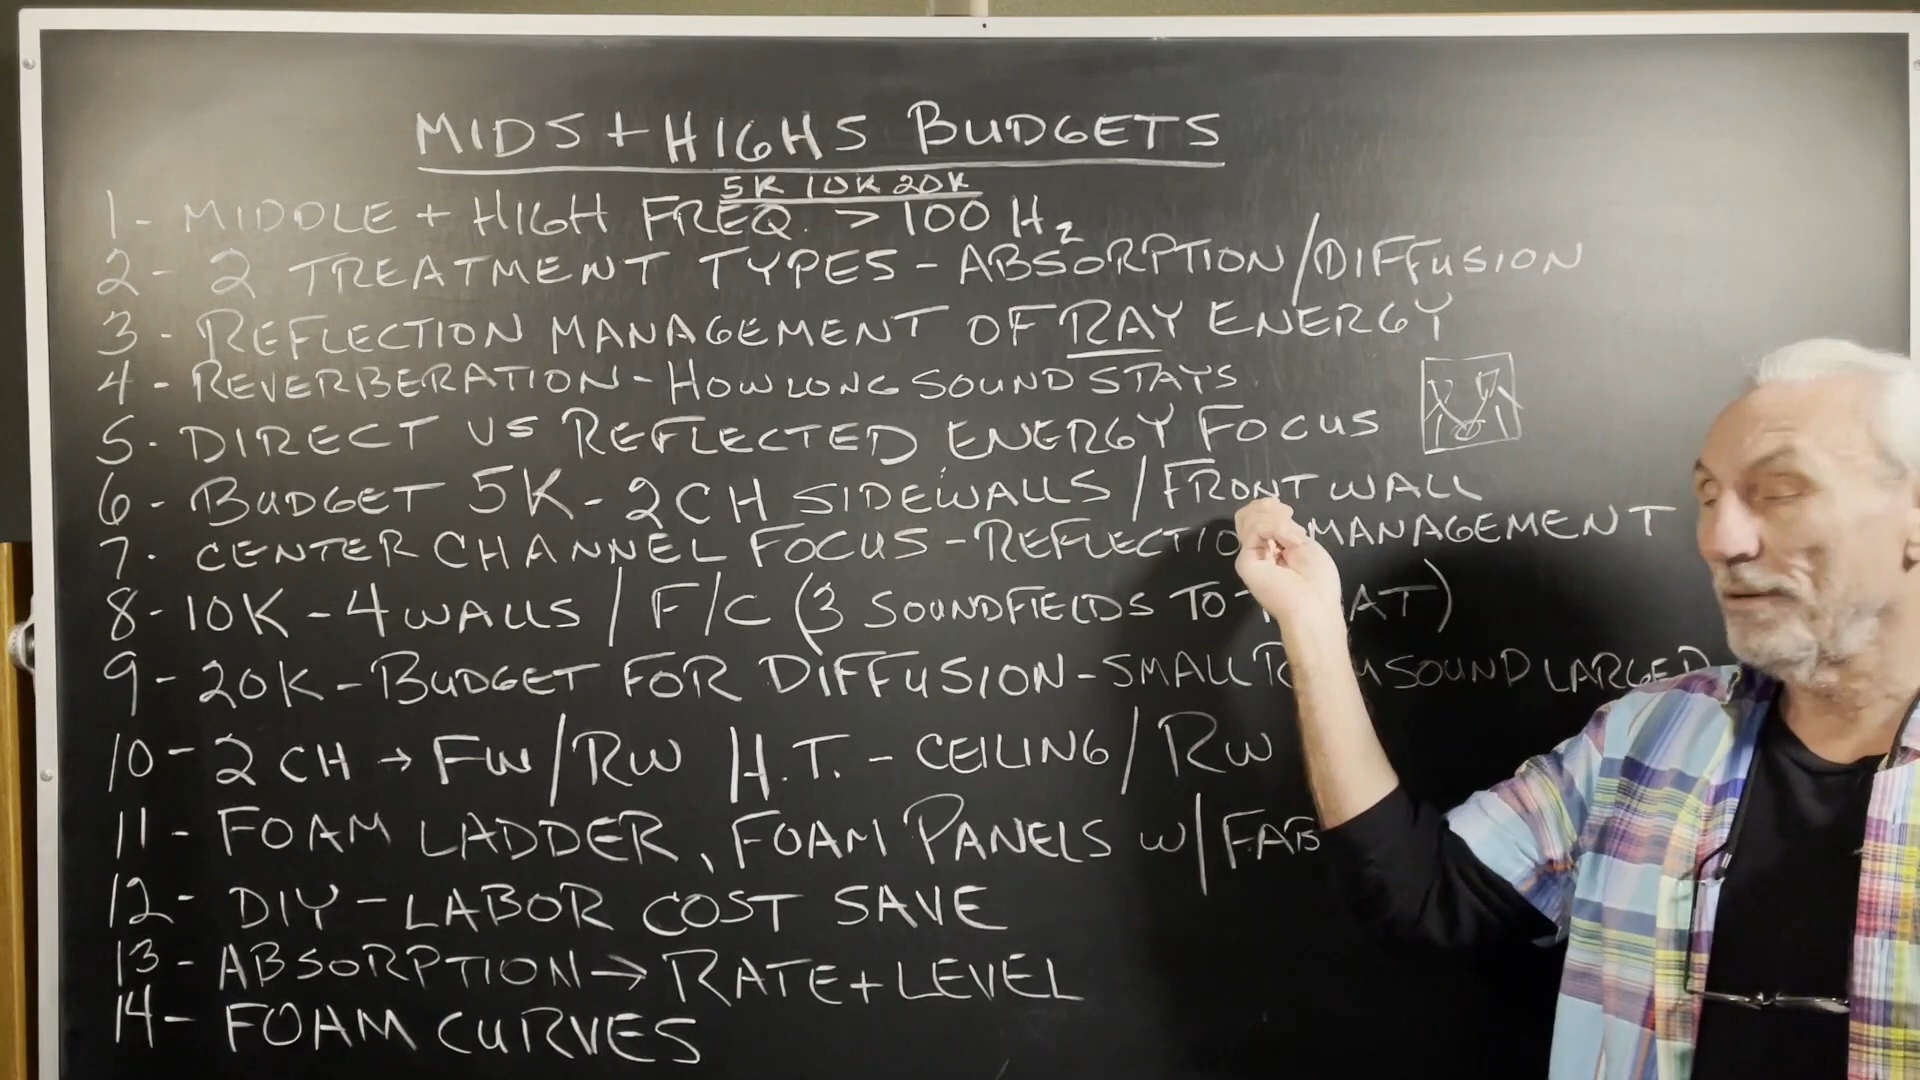 MIDS + HIGHS BUDGETS
5K 10K 20K
1 - MIDDLE + HIGH FREQ. > 100 Hz
2 - 2 TREATMENT TYPES - ABSORPTION/DIFFUSION
3 - REFLECTION MANAGEMENT OF RAY ENERGY
4 - REVERBERATION - HOW LONG SOUND STAYS
5 - DIRECT VS REFLECTED ENERGY FOCUS
6 - BUDGET 5K - 2CH SIDEWALLS / FRONT WALL
7 - CENTER CHANNEL FOCUS - REFLECTIO MANAGEMENT
8 - 10K - 4 WALLS / F/C (3 SOUNDFIELDS TO T AT)
9 - 20K - BUDGET FOR DIFFUSION - SMALL R M SOUND LARGER
10 - 2 CH → FW/RW H.T. - CEILING / RW
11 - FOAM LADDER, FOAM PANELS W/FAB
12 - DIY - LABOR COST SAVE
13 - ABSORPTION → RATE + LEVEL
14 - FOAM CURVES